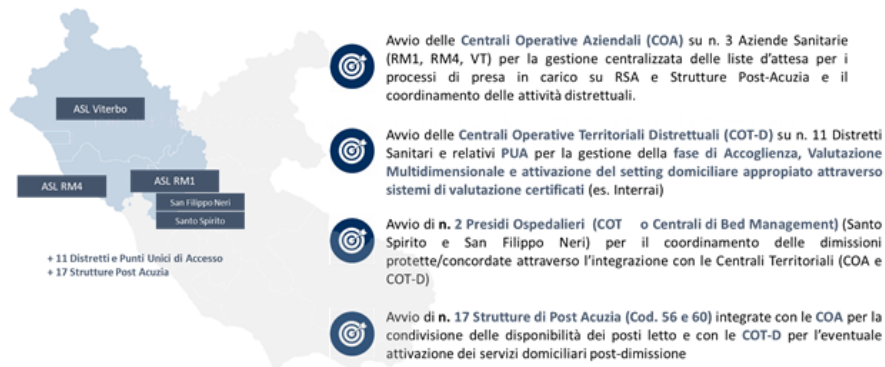 ASL Viterbo
ASL RM4
ASL RM1
San Filippo Neri
Santo Spirito
+ 11 Distretti e Punti Unici di Accesso
+ 17 Strutture Post Acuzia
Avvio delle Centrali Operative Aziendali (COA) su n. 3 Aziende Sanitarie
(RM1, RM4, VT) per la gestione centralizzata delle liste d'attesa per i
processi di presa in carico su RSA e Strutture Post-Acuzia e il
coordinamento delle attività distrettuali.
Avvio delle Centrali Operative Territoriali Distrettuali (COT-D) su n. 11 Distretti
Sanitari e relativi PUA per la gestione della fase di Accoglienza, Valutazione
Multidimensionale e attivazione del setting domiciliare appropiato attraverso
sistemi di valutazione certificati (es. Interrai)
Avvio di n. 2 Presidi Ospedalieri (COT o Centrali di Bed Management) (Santo
Spirito e San Filippo Neri) per il coordinamento delle dimissioni
protette/concordate attraverso l'integrazione con le Centrali Territoriali (COA e
COT-D)
Avvio di n. 17 Strutture di Post Acuzia (Cod. 56 e 60) integrate con le COA per la
condivisione delle disponibilità dei posti letto e con le COT-D per l'eventuale
attivazione dei servizi domiciliari post-dimissione